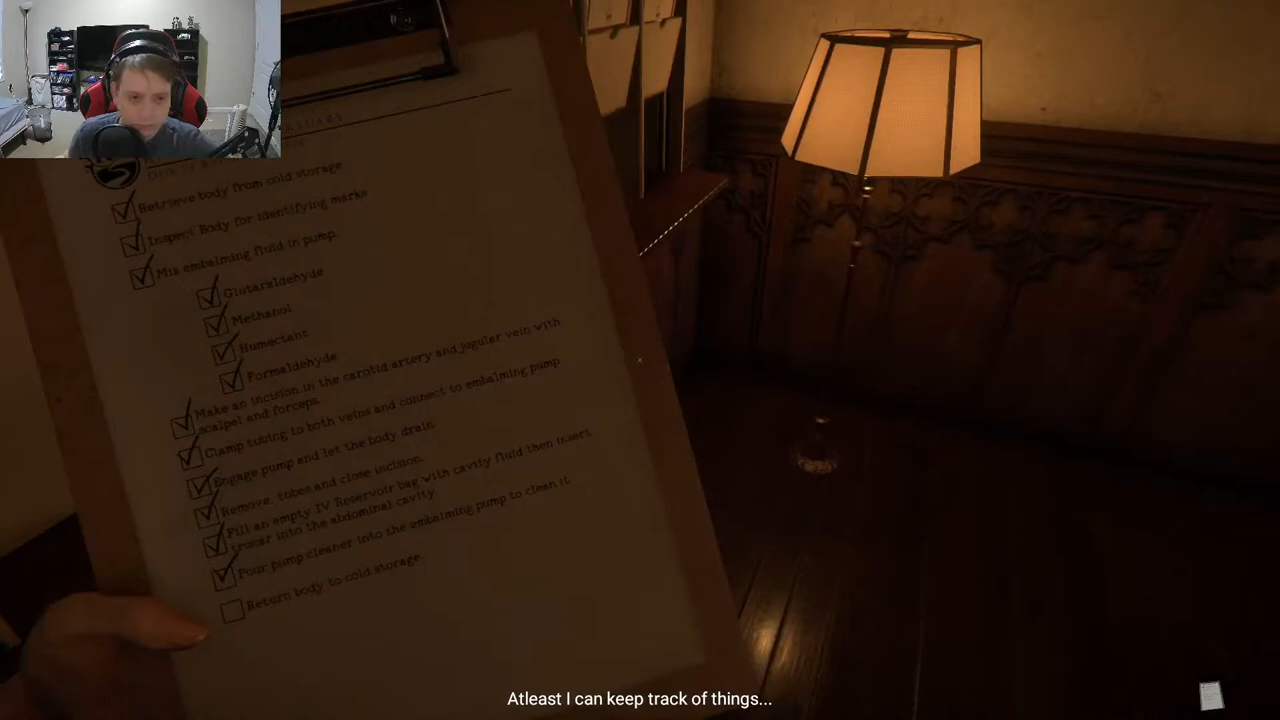 Retrieve body from cold storage
Inspect Body for identifying marks
Mix embalming fluid in pump
Glutaraldehyde
Methanol
Humectant
Formaldehyde
Make an incision in the carotid artery and jugular vein with
scalpel and forceps.
Clamp tubing to both veins and connect to embalming pump
Engage pump and let the body drain.
Remove tubes and close incision.
Fill an empty IV Reservoir bag with cavity fluid then insert
trocar into the abdominal cavity.
Pour pump cleaner into the embalming pump to clean it.
Return body to cold storage.
Atleast I can keep track of things...